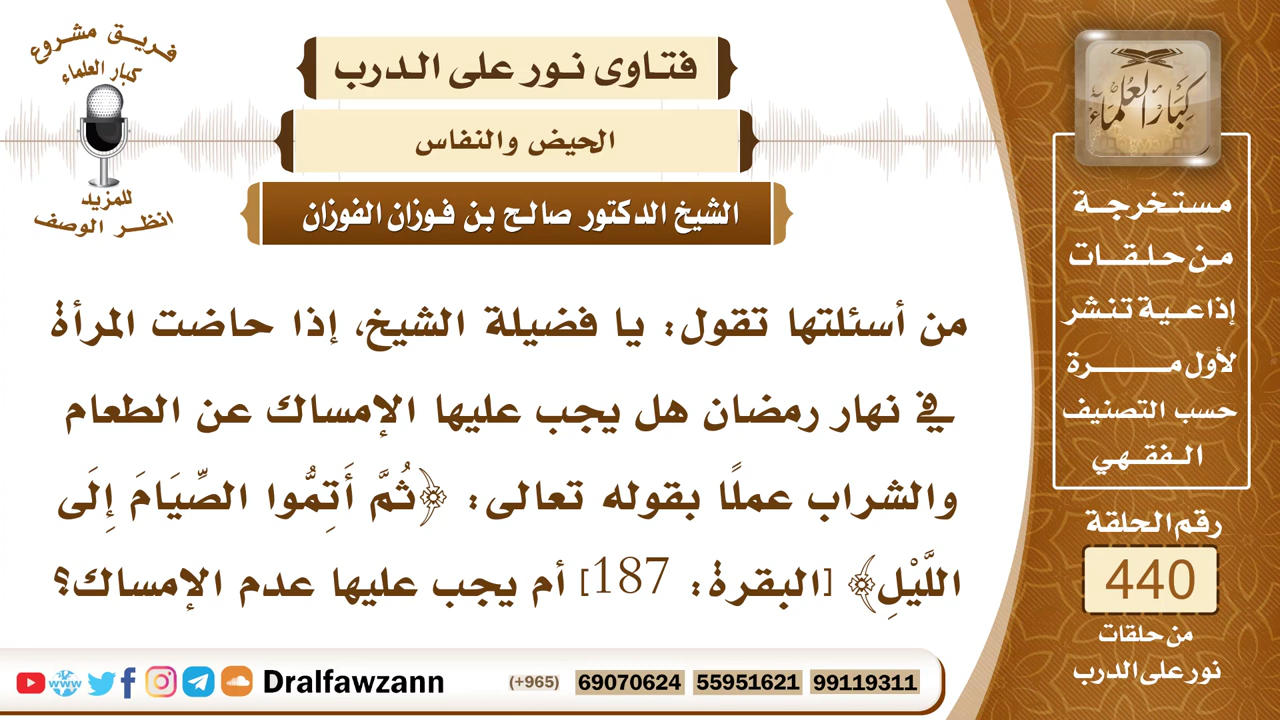 فريق مشروع
كبار العلماء
للمزيد
انظر الوصف
فتاوى نور على الدرب
الحيض والنفاس
الشيخ الدكتور صالح بن فوزان الفوزان
من أسئلتها تقول: يا فضيلة الشيخ، إذا حاضت المرأة
في نهار رمضان هل يجب عليها الإمساك عن الطعام
والشراب عملًا بقوله تعالى: ﴿ثُمَّ أَتِمُّوا الصِّيَامَ إِلَى
اللَّيْلِ﴾ [البقرة: 187] أم يجب عليها عدم الإمساك؟
كبار العلماء
مستخرجة
من حلقات
إذاعية تنشر
لأول مرة
حسب التصنيف
الفقهي
رقم الحلقة
440
من حلقات
نور على الدرب
www
Dralfawzann
(+965) 69070624 55951621 99119311